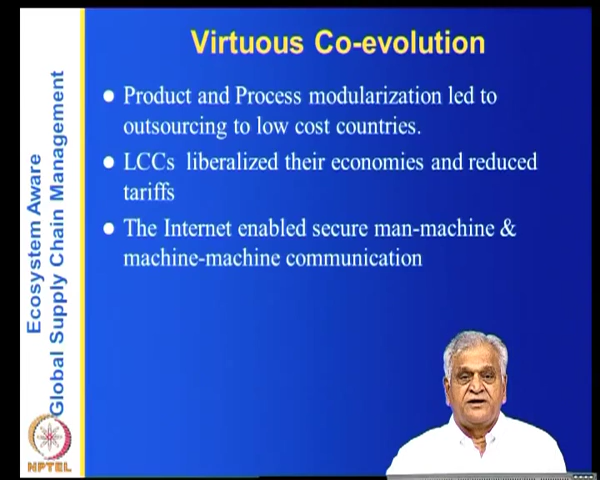 Virtuous Co-evolution
Product and Process modularization led to
outsourcing to low cost countries.
LCCs liberalized their economies and reduced
tariffs
The Internet enabled secure man-machine &
machine-machine communication
Ecosystem Aware
Global Supply Chain Management
NPTEL